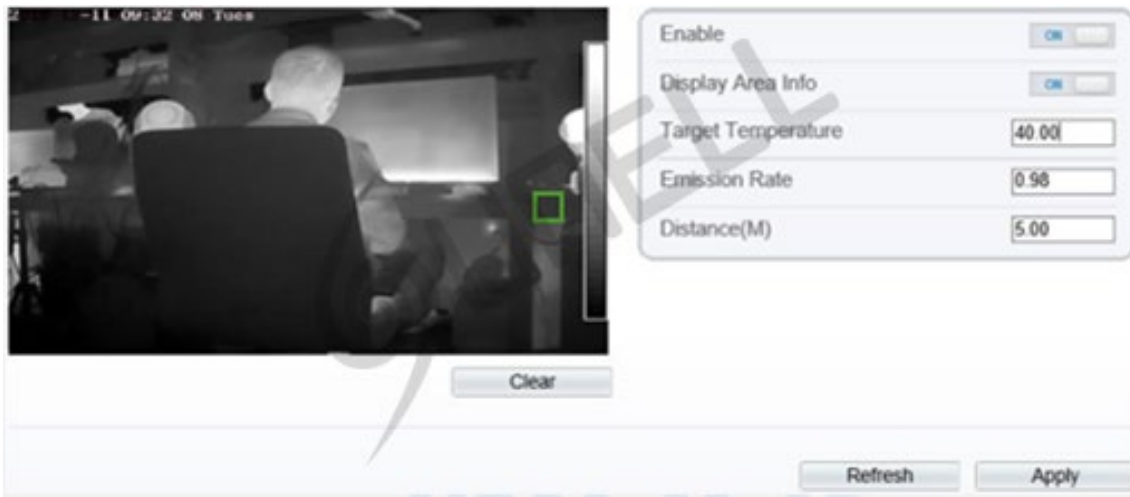 -11 09:32 08 Tues
Enable
ON
Display Area Info
ON
Target Temperature
40.00
Emission Rate
0.98
Distance(M)
5.00
Clear
Refresh
Apply